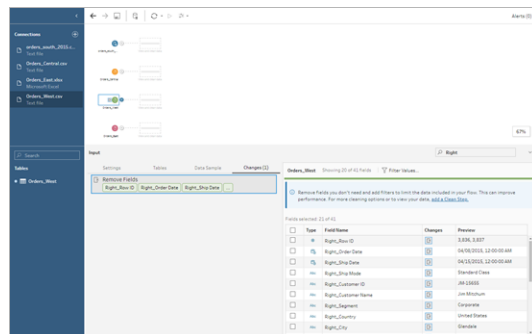 Alerts (0)
Connections
orders_south_2015.c...
Text file
Orders_Central.csv
Text file
Orders_East.xlsx
Microsoft Excel
Orders_West.csv
Text file
67%
Search
Tables
Orders_West
Input
Right
Settings
Tables
Data Sample
Changes (1)
Remove Fields
Right_Row ID
Right_Order Date
Right_Ship Date
...
Orders_West
Showing 20 of 41 Fields
Filter Values...
Remove fields you don't need and add filters to limit the data included in your flow. This can improve
performance. For more cleaning options or to view your data, add a Clean Step.
Fields selected: 21 of 41
Type Field Name Changes Preview
Right_Row ID 3,836, 3,837
Right_Order Date 04/09/2015, 12:00:00 AM
Right_Ship Date 04/15/2015, 12:00:00 AM
Right_Ship Mode Standard Class
Right_Customer ID JM-15655
Right_Customer Name Jim Mitchum
Right_Segment Corporate
Right_Country United States
Right_City Glendale